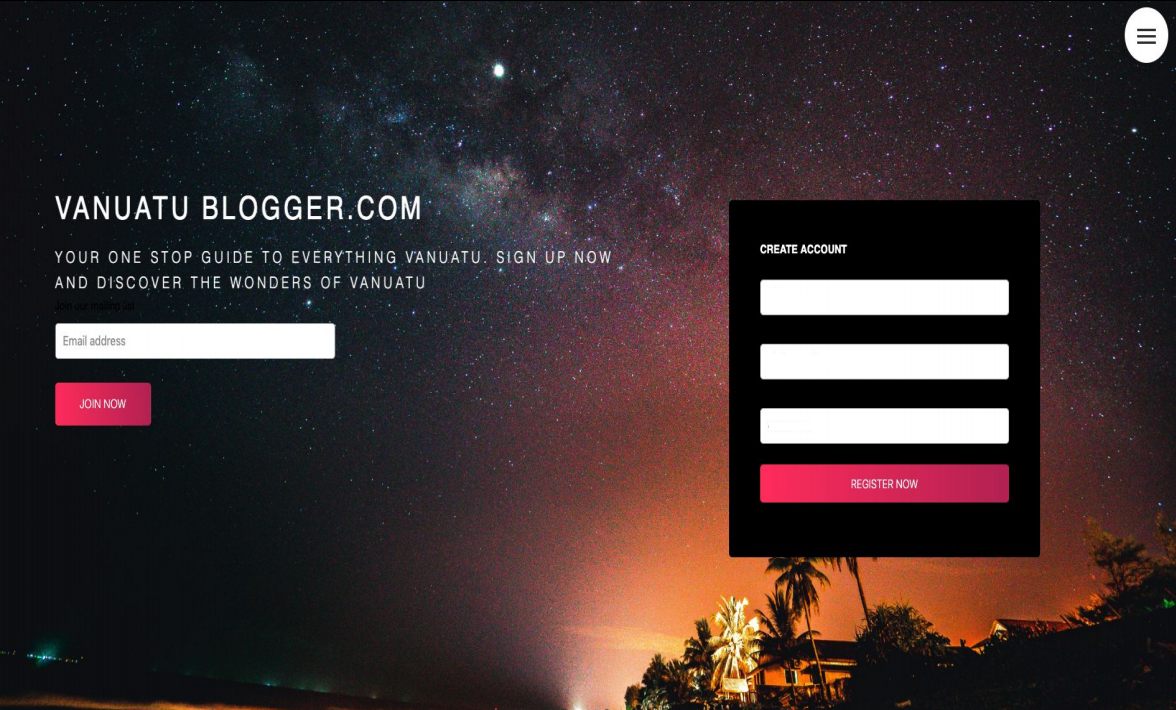 VANUATU BLOGGER.COM
YOUR ONE STOP GUIDE TO EVERYTHING VANUATU. SIGN UP NOW
AND DISCOVER THE WONDERS OF VANUATU
Join our mailing list
Email address
JOIN NOW
CREATE ACCOUNT
REGISTER NOW